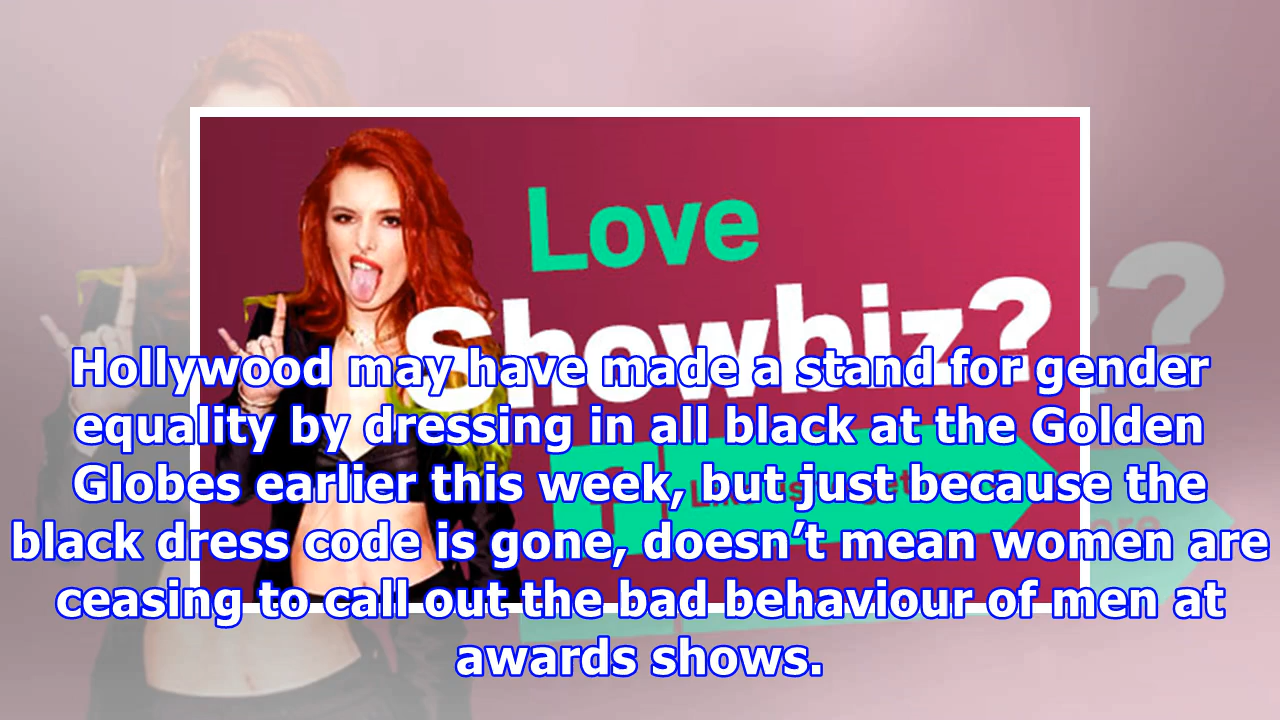 Love
Showbiz?
Hollywood may have made a stand for gender
equality by dressing in all black at the Golden
Globes earlier this week, but just because the
black dress code is gone, doesn’t mean women are
ceasing to call out the bad behaviour of men at
awards shows.